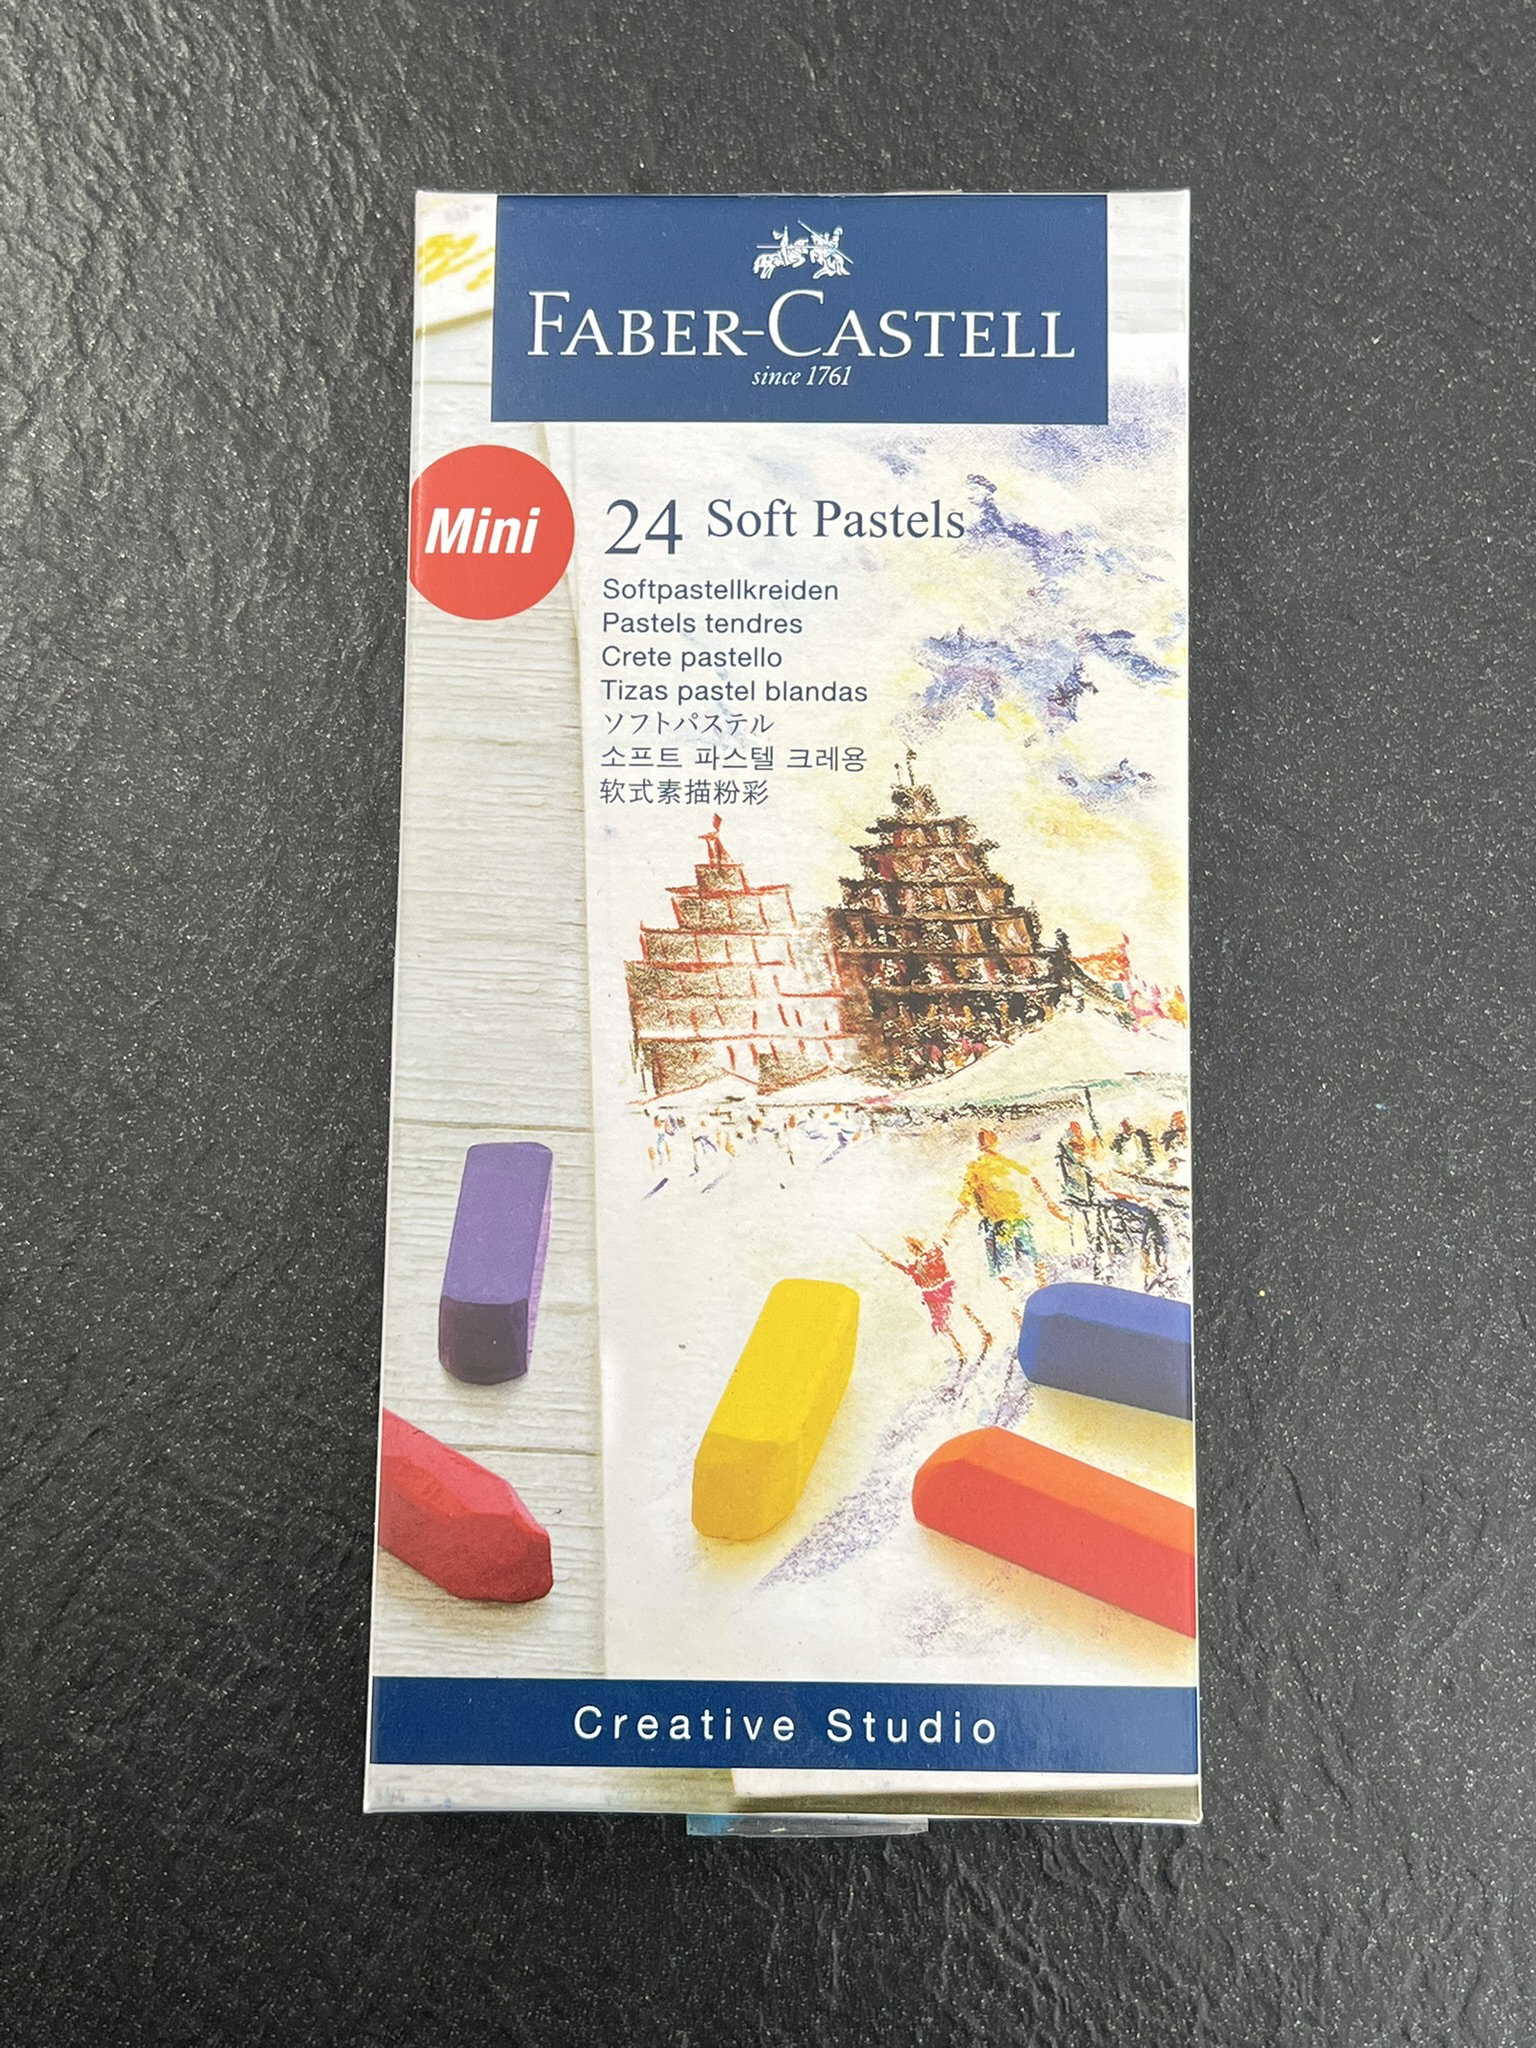 FABER-CASTELL
since 1761
Mini
24 Soft Pastels
Softpastellkreiden
Pastels tendres
Crete pastello
Tizas pastel blandas
ソフトパステル
소프트 파스텔 크레용
软式素描粉彩
Creative Studio